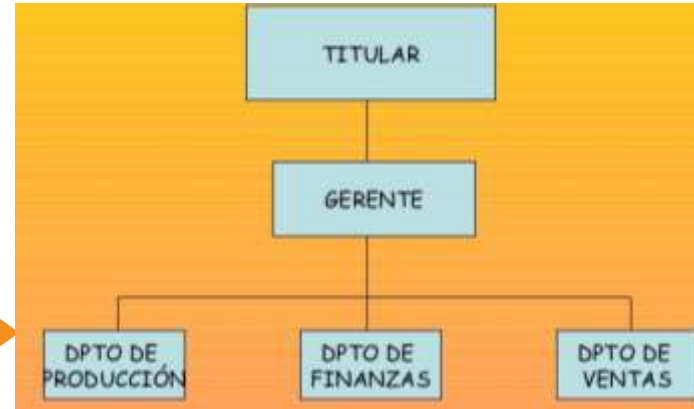 TITULAR
GERENTE
DPTO DE
PRODUCCIÓN
DPTO DE
FINANZAS
DPTO DE
VENTAS